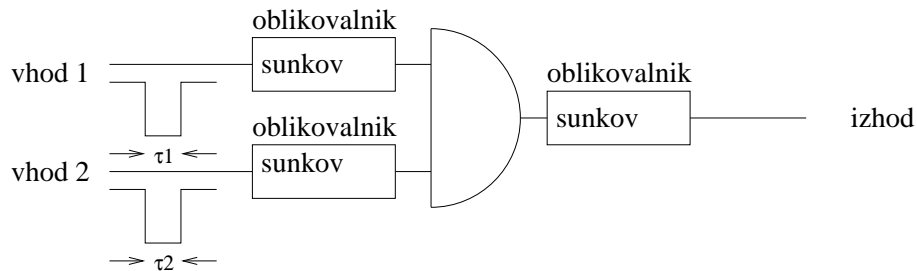 oblikovalnik
vhod 1
sunkov
τ1
oblikovalnik
vhod 2
sunkov
τ2
oblikovalnik
sunkov
izhod